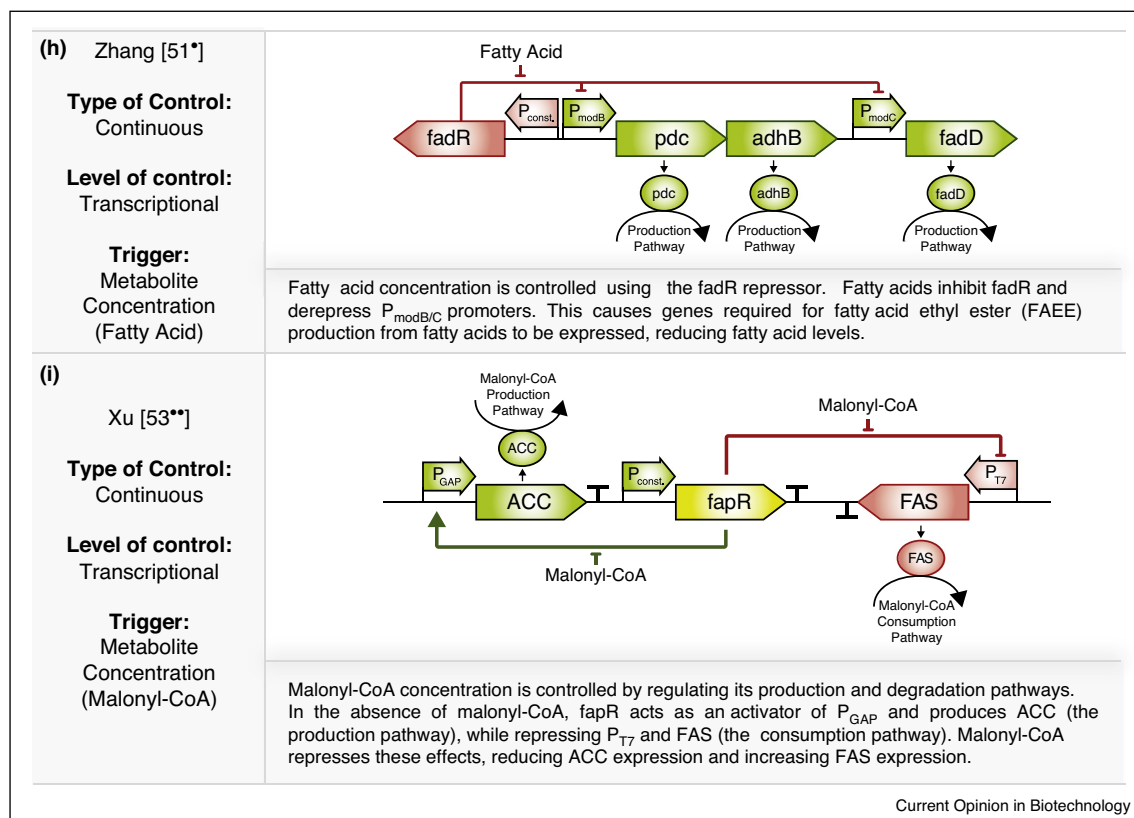 (h) Zhang [51•]
Type of Control:
Continuous
Level of control:
Transcriptional
Trigger:
Metabolite
Concentration
(Fatty Acid)
Fatty Acid
fadR
Pconst.
PmodB
pdc
adhB
PmodC
fadD
pdc
adhB
fadD
Production
Pathway
Production
Pathway
Production
Pathway
Fatty acid concentration is controlled using the fadR repressor. Fatty acids inhibit fadR and
derepress PmodB/C promoters. This causes genes required for fatty acid ethyl ester (FAEE)
production from fatty acids to be expressed, reducing fatty acid levels.
(i)
Xu [53••]
Type of Control:
Continuous
Level of control:
Transcriptional
Trigger:
Metabolite
Concentration
(Malonyl-CoA)
Malonyl-CoA
Production
Pathway
ACC
Malonyl-CoA
PGAP
ACC
Pconst.
fapR
FAS
PT7
Malonyl-CoA
FAS
Malonyl-CoA
Consumption
Pathway
Malonyl-CoA concentration is controlled by regulating its production and degradation pathways.
In the absence of malonyl-CoA, fapR acts as an activator of PGAP and produces ACC (the
production pathway), while repressing PT7 and FAS (the consumption pathway). Malonyl-CoA
represses these effects, reducing ACC expression and increasing FAS expression.
Current Opinion in Biotechnology